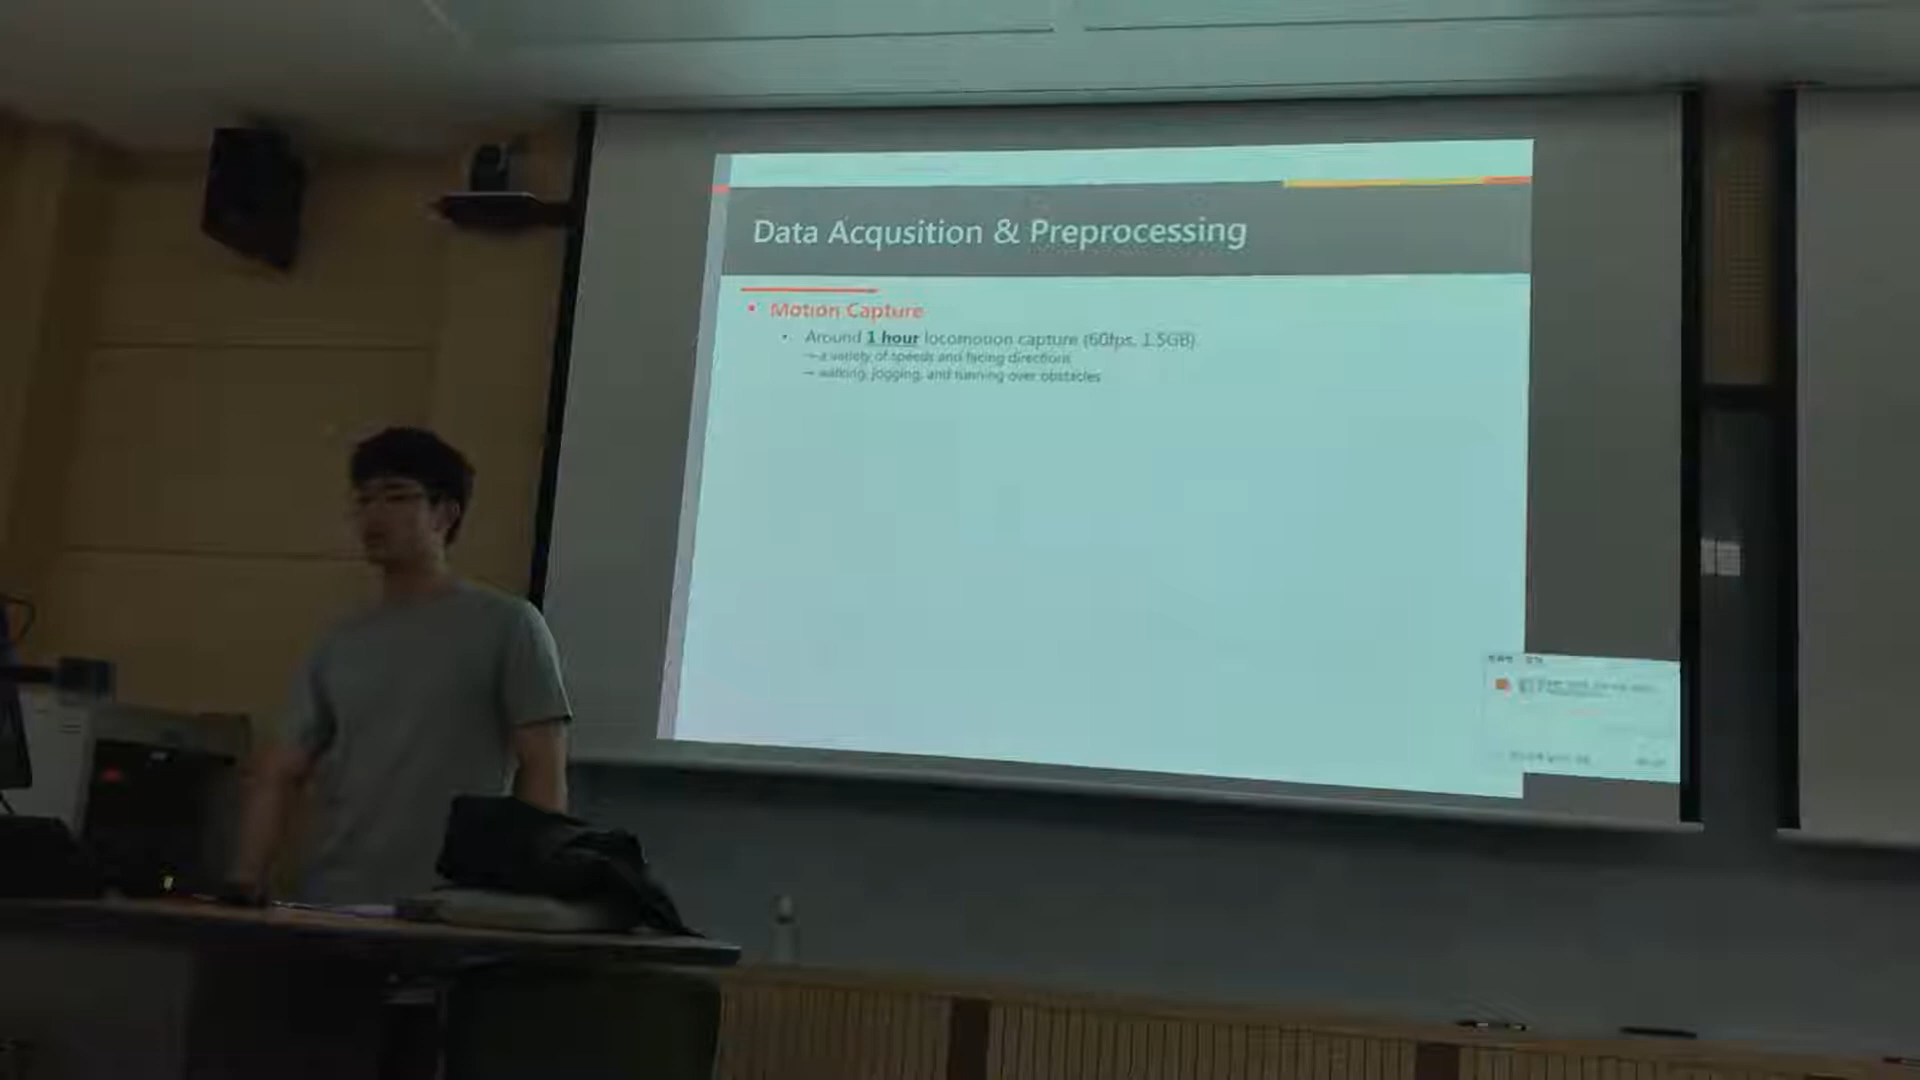 Data Acqusition & Preprocessing
• Motion Capture
• Around 1 hour locomotion capture (60fps, 1.5GB)
→ a variety of speeds and facing directions
→ walking, jogging, and running over obstacles